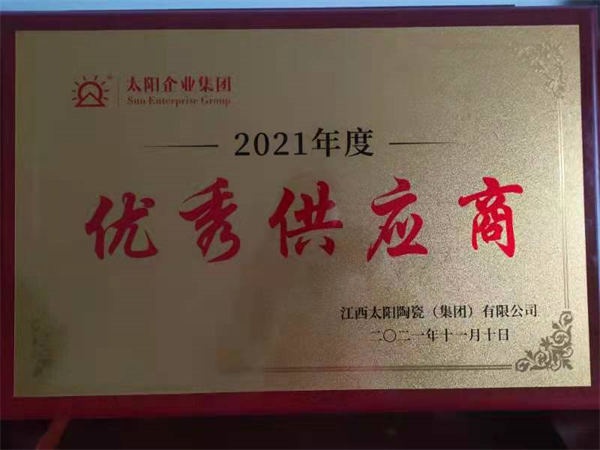 太阳企业集团
Sun Enterprise Group
2021年度
优秀供应商
江西太阳陶瓷（集团）有限公司
二〇二一年十一月十日